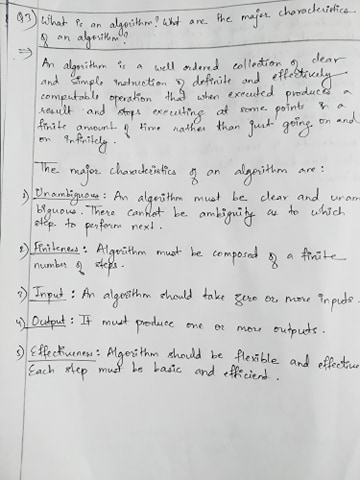 Q3) What is an algorithm? What are the major characteristics
of an algorithm?
⇒
An algorithm is a well ordered collection of clear
and simple instruction of definite and effectively
computable operation that when executed produces a
result and stops executing at some points in a
finite amount of time rather than just going on and
on infinitely.
The major characteristics of an algorithm are:
1) Unambiguous: An algorithm must be clear and unam
biguous. There cannot be ambiguity as to which
step to perform next.
2) Finiteness: Algorithm must be composed of a finite
number of steps.
3) Input: An algorithm should take zero or more inputs.
4) Output: It must produce one or more outputs.
5) Effectiveness: Algorithm should be flexible and effective
Each step must be basic and efficient.